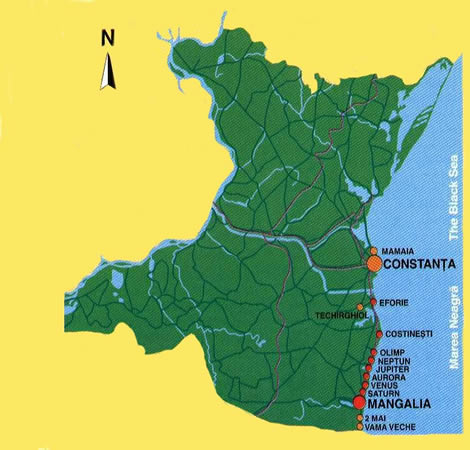 N
The Black Sea
Marea Neagră
MAMAIA
CONSTANȚA
EFORIE
TECHIRGHIOL
COSTINEȘTI
OLIMP
NEPTUN
JUPITER
AURORA
VENUS
SATURN
MANGALIA
2 MAI
VAMA VECHE